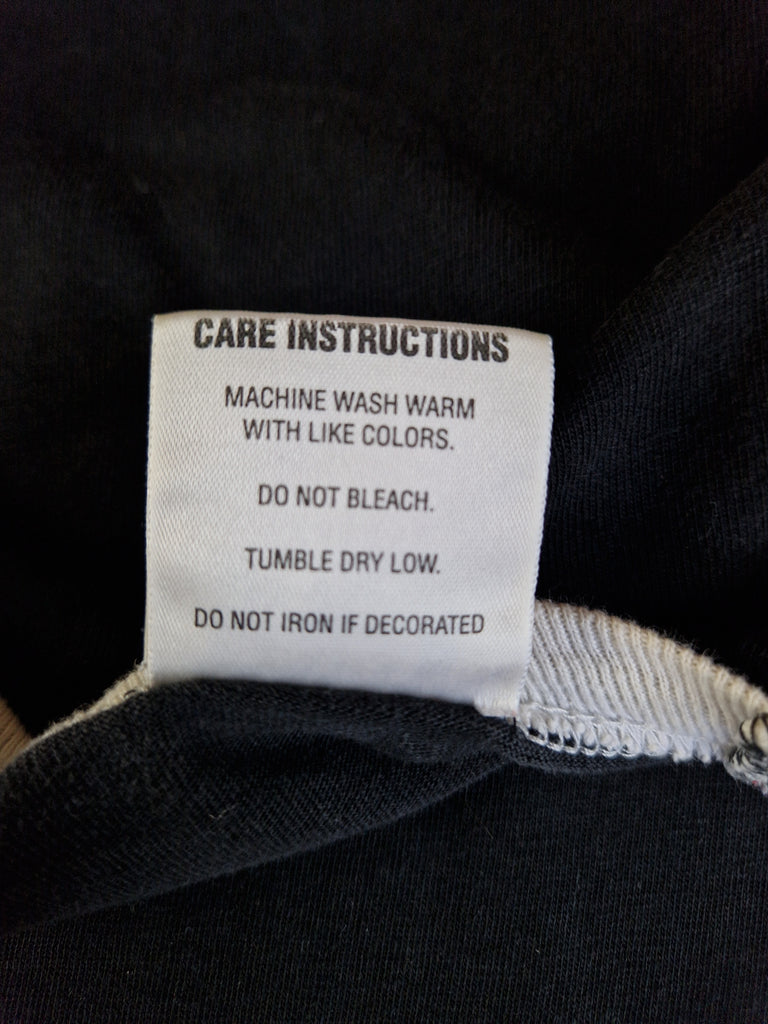 CARE INSTRUCTIONS
MACHINE WASH WARM
WITH LIKE COLORS.
DO NOT BLEACH.
TUMBLE DRY LOW.
DO NOT IRON IF DECORATED